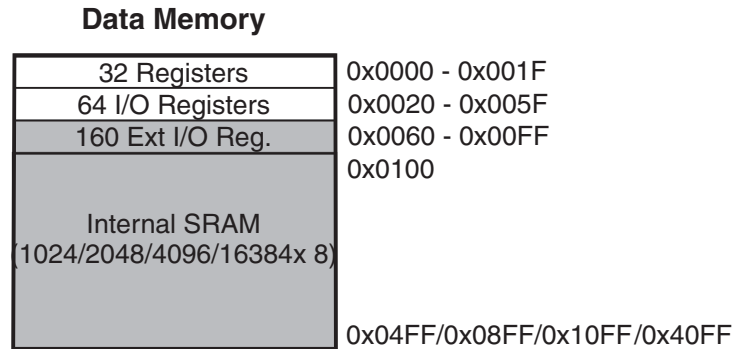 Data Memory
32 Registers 0x0000 - 0x001F
64 I/O Registers 0x0020 - 0x005F
160 Ext I/O Reg. 0x0060 - 0x00FF
0x0100
Internal SRAM
(1024/2048/4096/16384x 8)
0x04FF/0x08FF/0x10FF/0x40FF